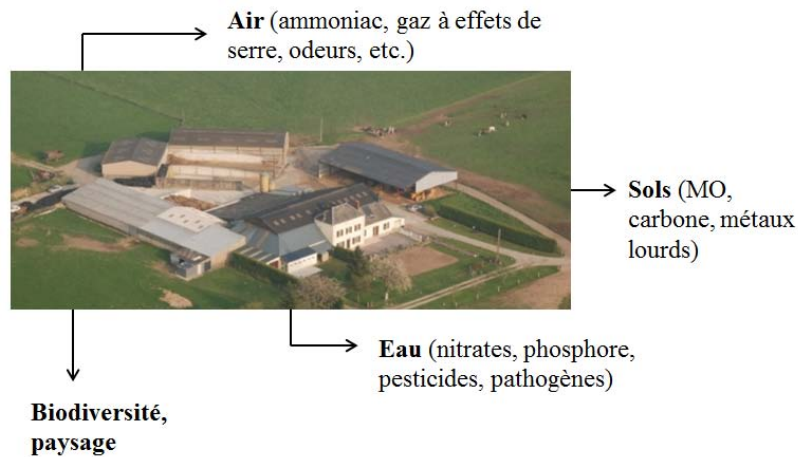 Air (ammoniac, gaz à effets de
serre, odeurs, etc.)
Sols (MO,
carbone, métaux
lourds)
Eau (nitrates, phosphore,
pesticides, pathogènes)
Biodiversité,
paysage